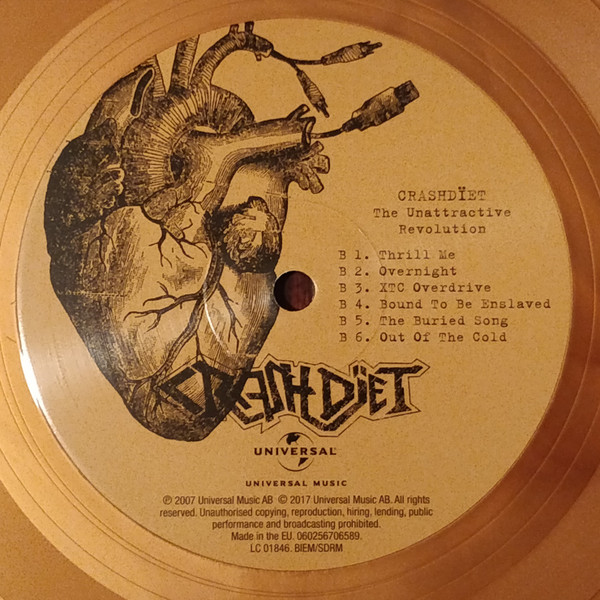 CRASHDÏET
The Unattractive
Revolution
B 1. Thrill Me
B 2. Overnight
B 3. XTC Overdrive
B 4. Bound To Be Enslaved
B 5. The Buried Song
B 6. Out Of The Cold
CRASHDÏET
UNIVERSAL
UNIVERSAL MUSIC
℗ 2007 Universal Music AB © 2017 Universal Music AB. All rights
reserved. Unauthorised copying, reproduction, hiring, lending, public
performance and broadcasting prohibited.
Made in the EU. 060256706589.
LC 01846. BIEM/SDRM